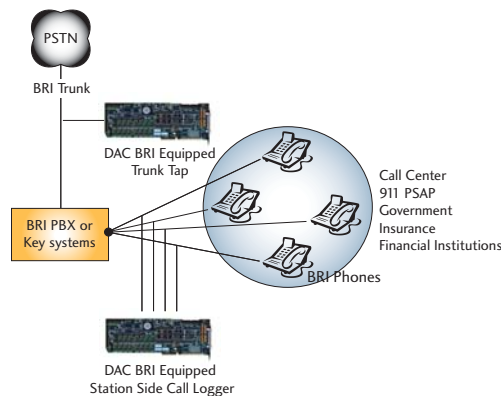 PSTN
BRI Trunk
DAC BRI Equipped
Trunk Tap
BRI PBX or
Key systems
Call Center
911 PSAP
Government
Insurance
Financial Institutions
BRI Phones
DAC BRI Equipped
Station Side Call Logger